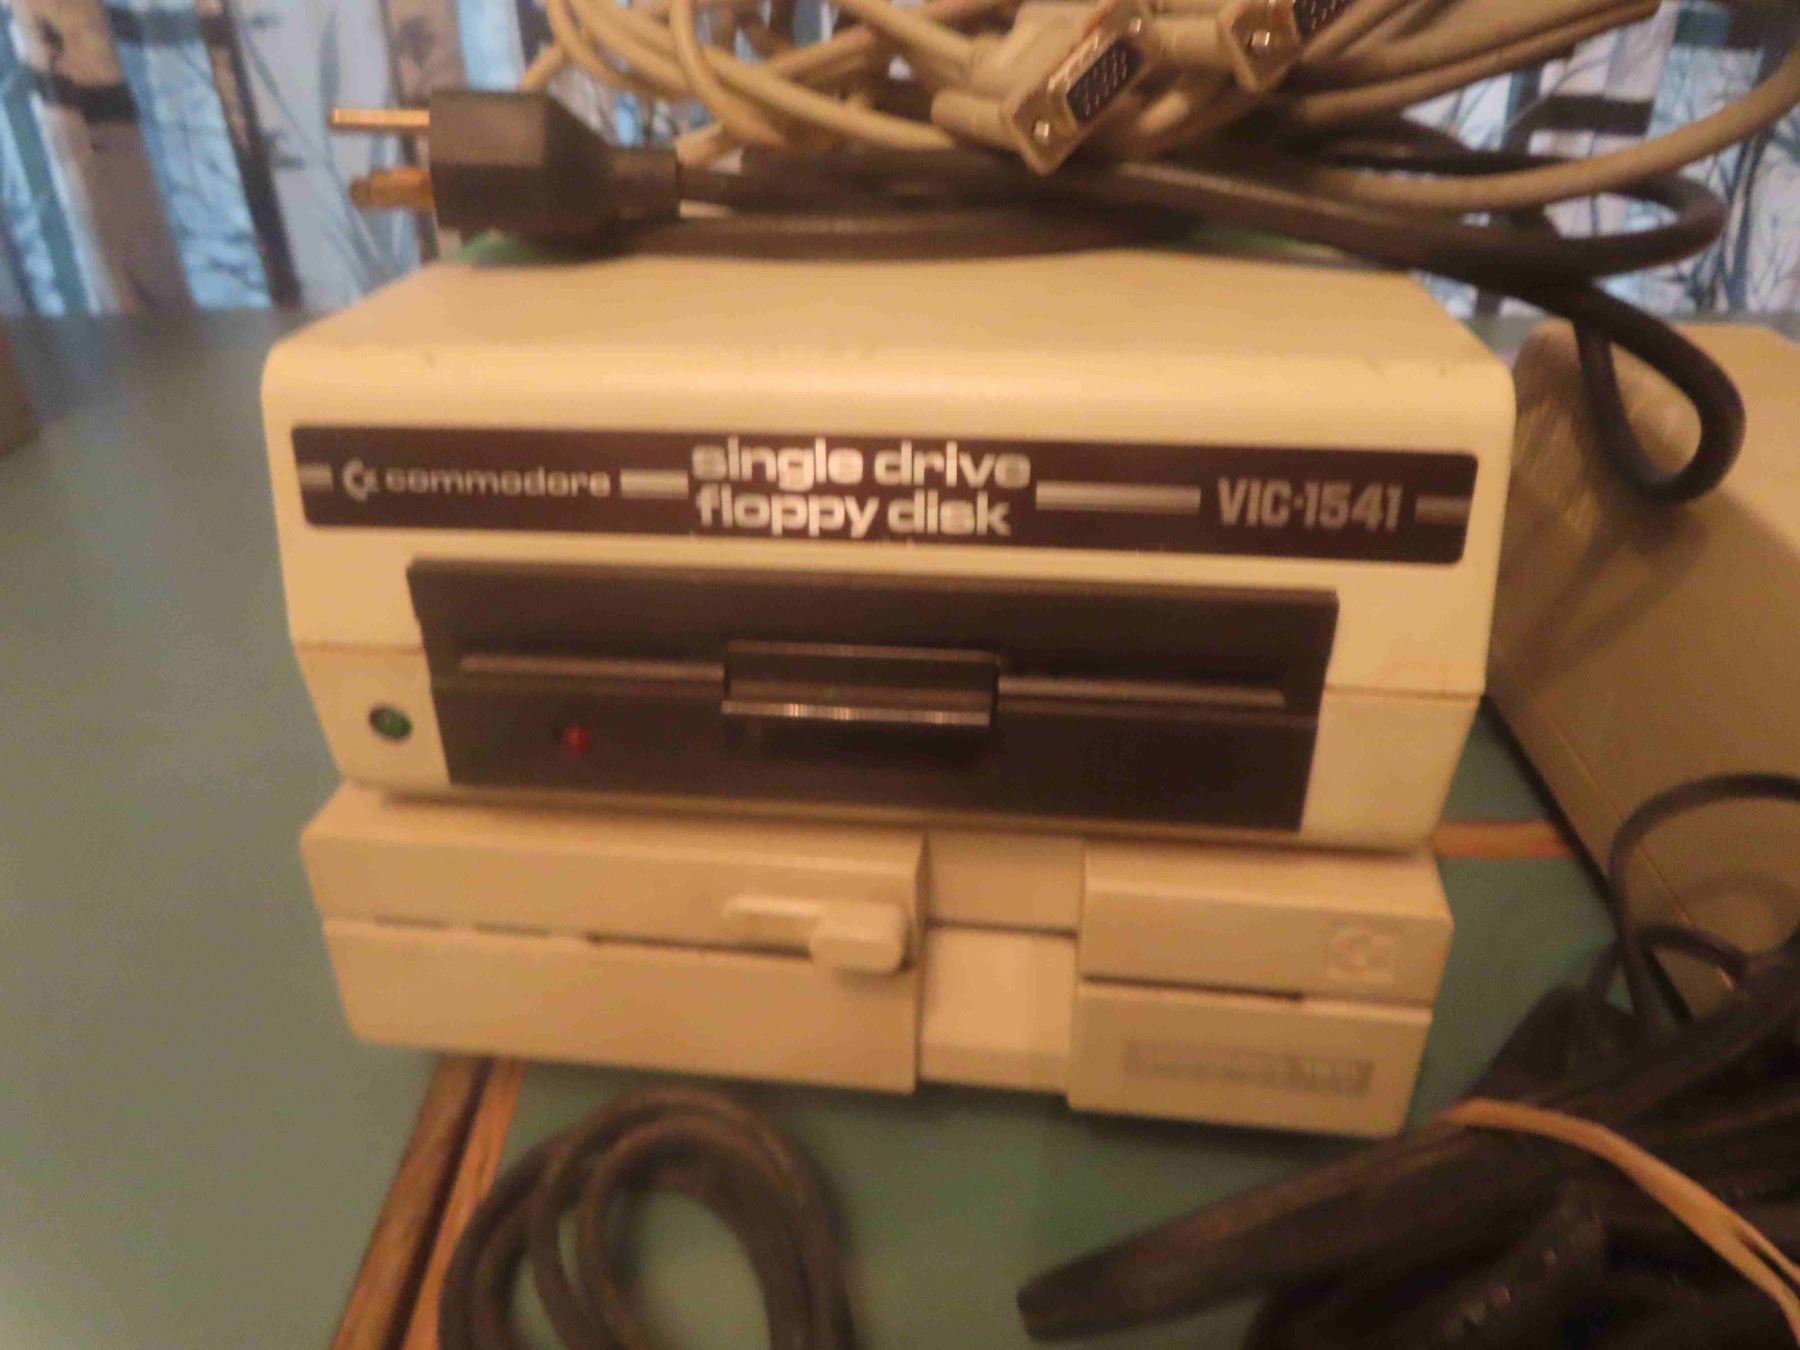 commodore
single drive
floppy disk
VIC-1541